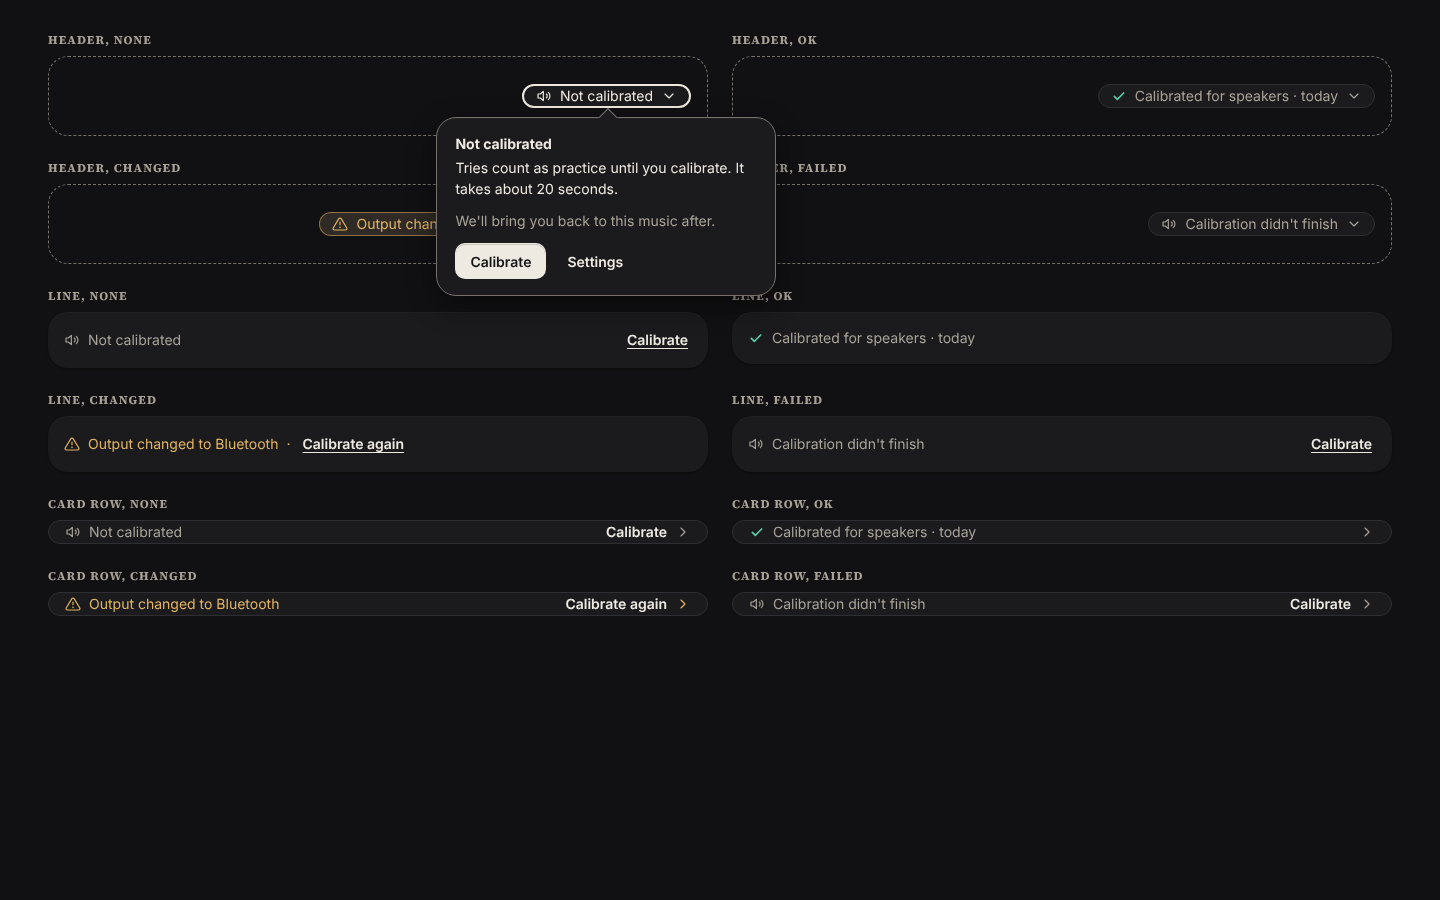 HEADER, NONE
HEADER, OK
Not calibrated
Calibrated for speakers · today
Not calibrated
Tries count as practice until you calibrate. It
takes about 20 seconds.
We'll bring you back to this music after.
Calibrate
Settings
HEADER, CHANGED
FAILED
Output
Calibration didn't finish
LINE, NONE
LINE, OK
Not calibrated
Calibrate
Calibrated for speakers · today
LINE, CHANGED
LINE, FAILED
Output changed to Bluetooth · Calibrate again
Calibration didn't finish
Calibrate
CARD ROW, NONE
CARD ROW, OK
Not calibrated
Calibrate
Calibrated for speakers · today
CARD ROW, CHANGED
CARD ROW, FAILED
Output changed to Bluetooth
Calibrate again
Calibration didn't finish
Calibrate